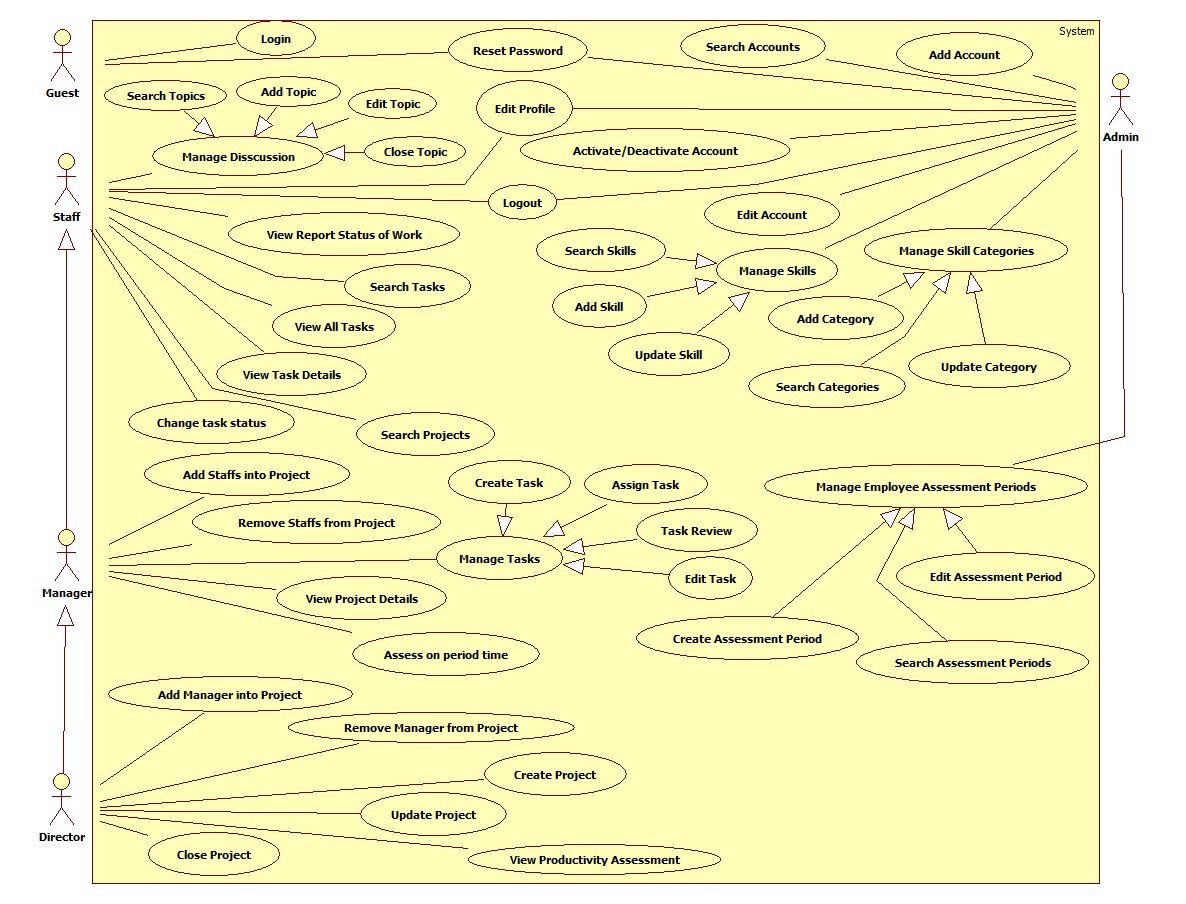 System
Login
Reset Password
Search Accounts
Add Account
Guest
Search Topics
Add Topic
Edit Topic
Edit Profile
Admin
Manage Disscussion
Close Topic
Activate/Deactivate Account
Staff
Logout
Edit Account
View Report Status of Work
Search Skills
Manage Skills
Manage Skill Categories
Search Tasks
Add Skill
Add Category
View All Tasks
Update Skill
Update Category
View Task Details
Search Categories
Change task status
Search Projects
Add Staffs into Project
Create Task
Assign Task
Manage Employee Assessment Periods
Remove Staffs from Project
Task Review
Manage Tasks
Edit Task
Edit Assessment Period
Manager
View Project Details
Create Assessment Period
Assess on period time
Search Assessment Periods
Add Manager into Project
Remove Manager from Project
Create Project
Update Project
Director
Close Project
View Productivity Assessment